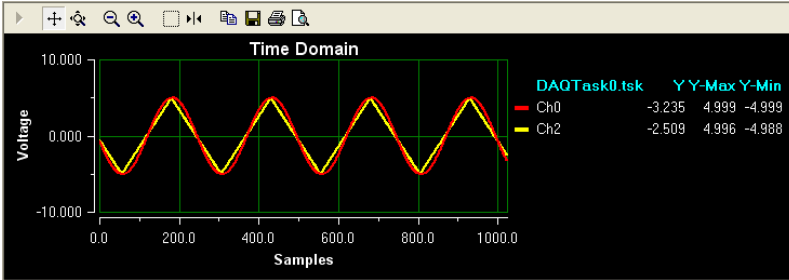 Time Domain
10.000
0.000
-10.000
Voltage
0.0 200.0 400.0 600.0 800.0 1000.0
Samples
DAQTask0.tsk Y Y-Max Y-Min
Ch0 -3.235 4.999 -4.999
Ch2 -2.509 4.996 -4.988